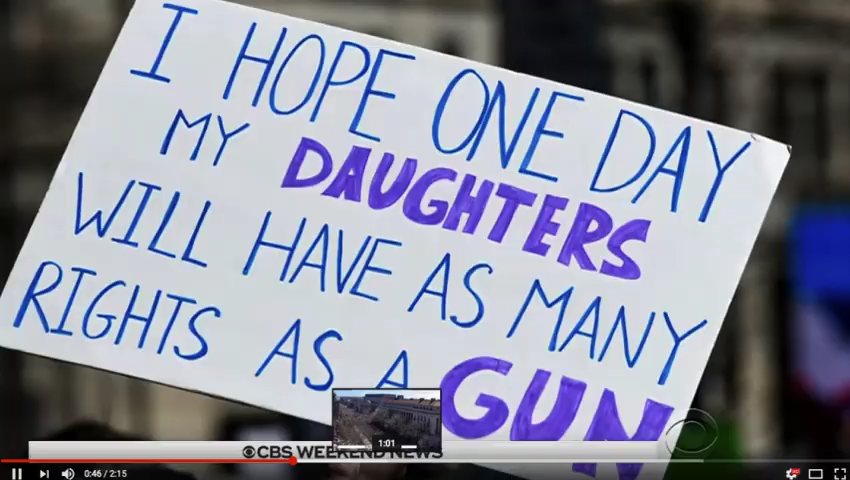 I HOPE ONE DAY
MY DAUGHTERS
WILL HAVE AS MANY
RIGHTS AS A GUN
1:01
CBS WEEKEND NEWS
0:46 / 2:15